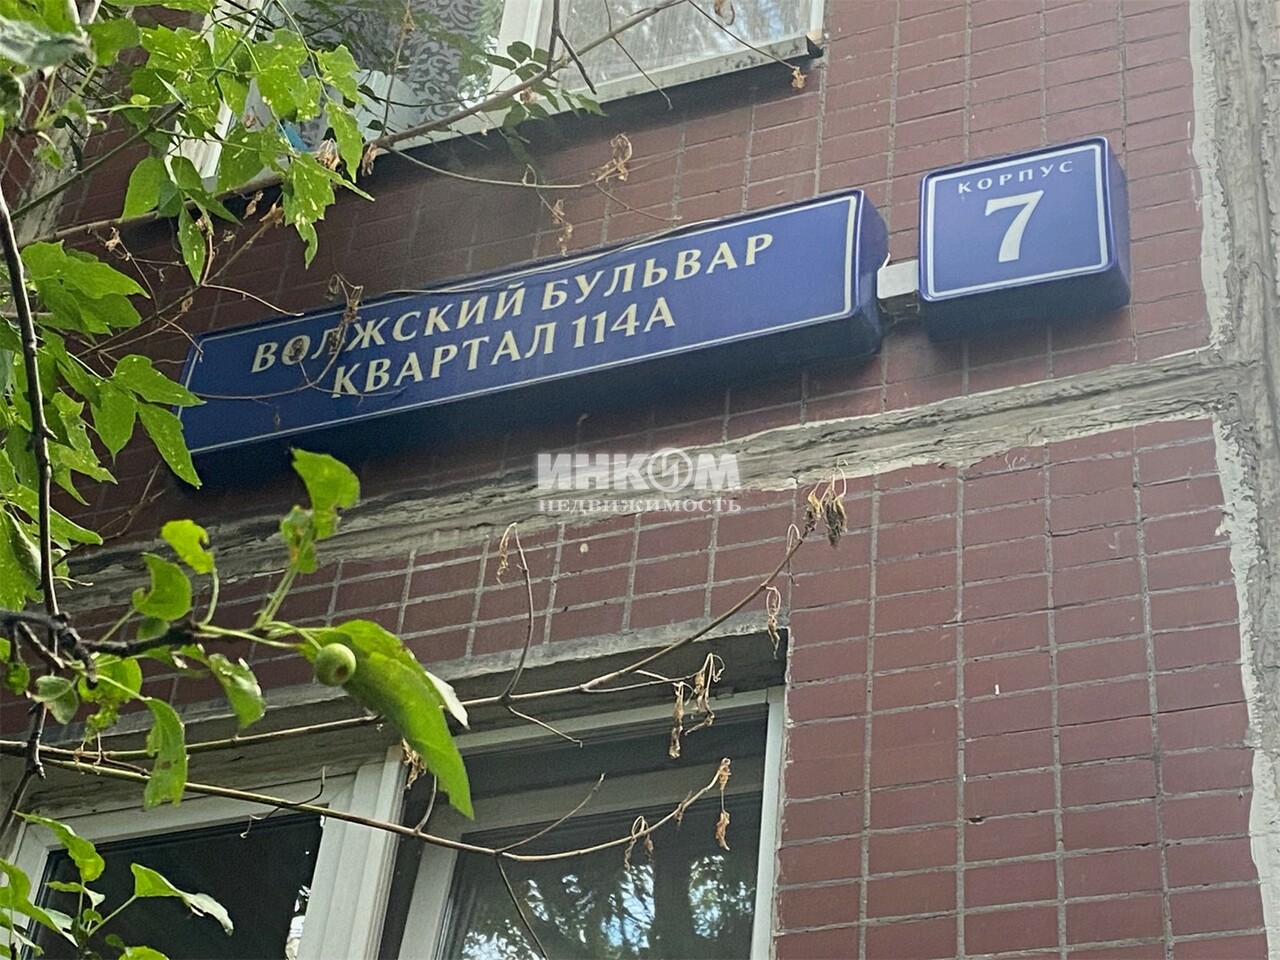 ВОЛЖСКИЙ БУЛЬВАР
КВАРТАЛ 114А
КОРПУС
7
ИНКОМ
НЕДВИЖИМОСТЬ